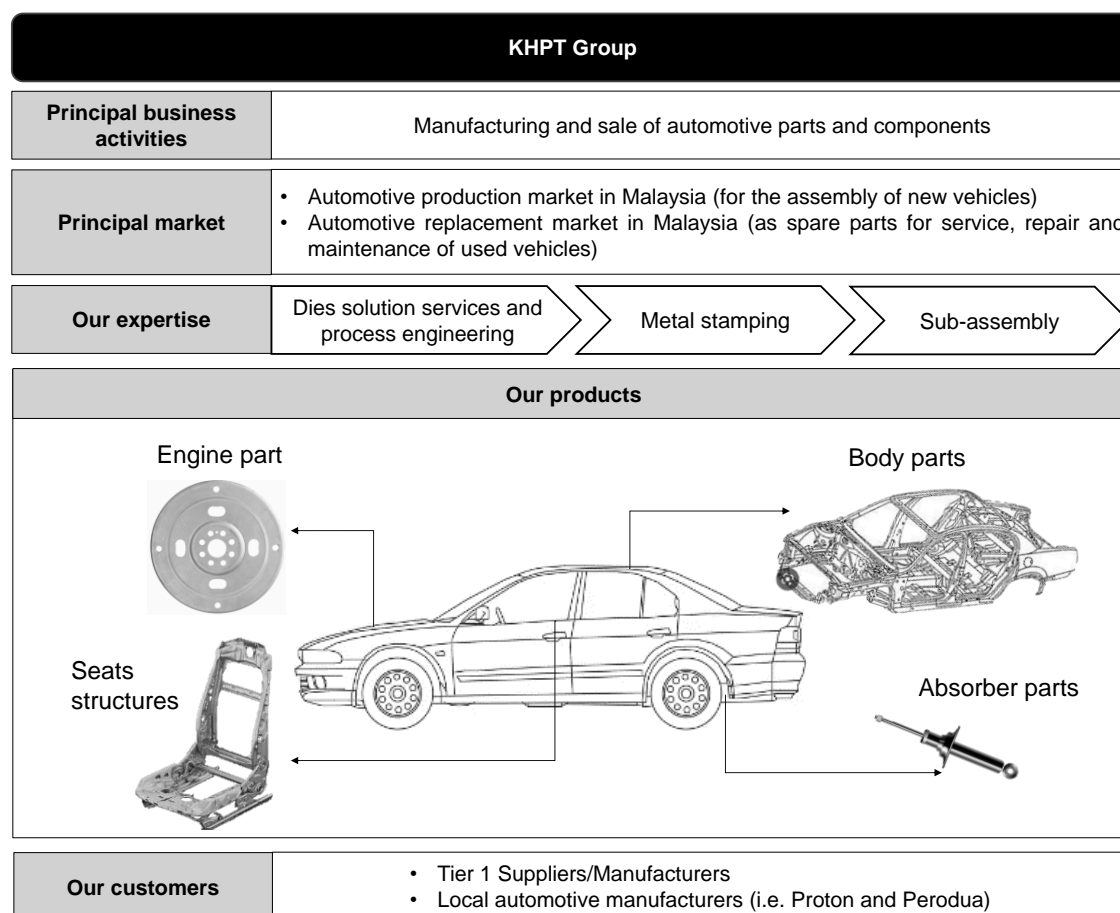 KHPT Group
Principal business
activities
Manufacturing and sale of automotive parts and components
Principal market
• Automotive production market in Malaysia (for the assembly of new vehicles)
• Automotive replacement market in Malaysia (as spare parts for service, repair and
maintenance of used vehicles)
Our expertise
Dies solution services and
process engineering
Metal stamping
Sub-assembly
Our products
Engine part
Body parts
Seats
structures
Absorber parts
Our customers
• Tier 1 Suppliers/Manufacturers
• Local automotive manufacturers (i.e. Proton and Perodua)